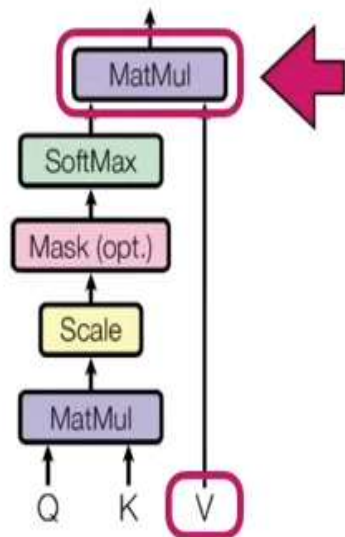 MatMul
SoftMax
Mask (opt.)
Scale
MatMul
Q K V